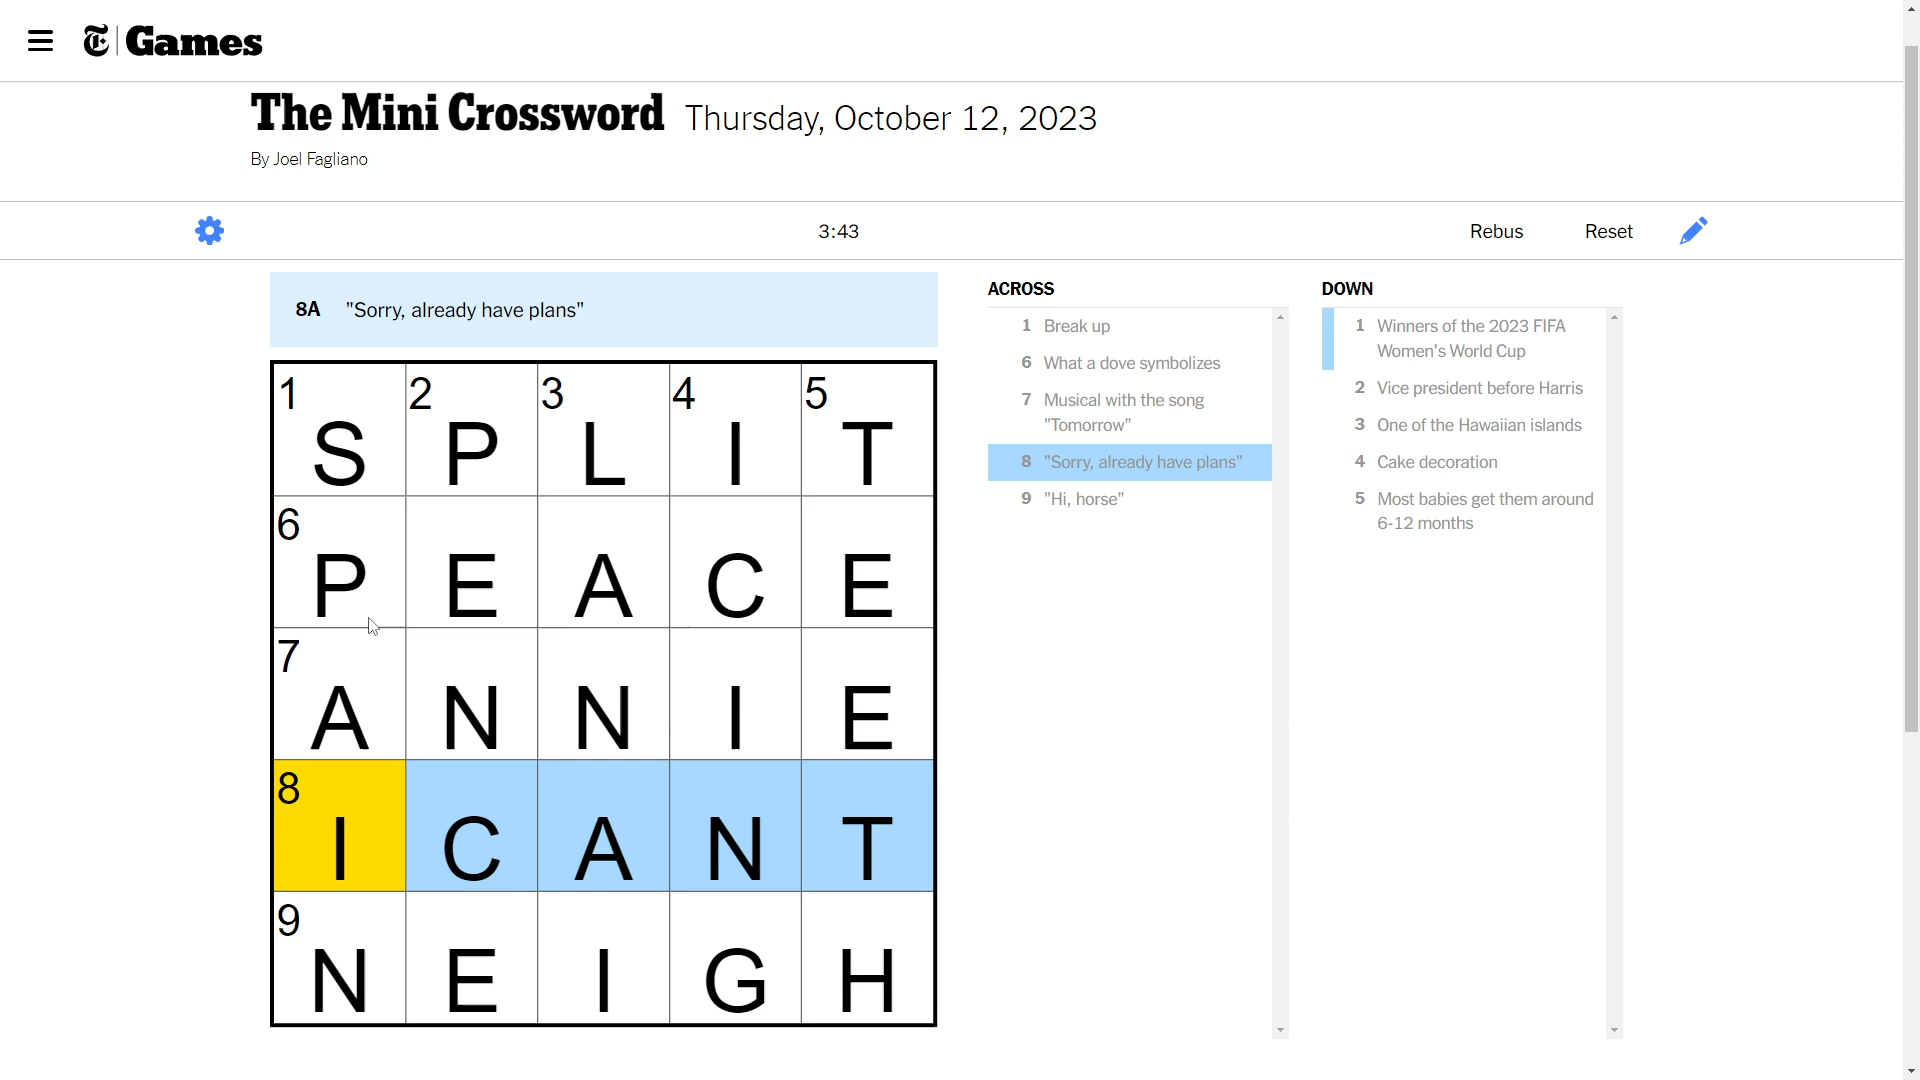 T Games
The Mini Crossword Thursday, October 12, 2023
By Joel Fagliano
3:43 Rebus Reset
8A "Sorry, already have plans"
1 2 3 4 5
S P L I T
6
P E A C E
7
A N N I E
8
I C A N T
9
N E I G H
ACROSS
1 Break up
6 What a dove symbolizes
7 Musical with the song
"Tomorrow"
8 "Sorry, already have plans"
9 "Hi, horse"
DOWN
1 Winners of the 2023 FIFA
Women's World Cup
2 Vice president before Harris
3 One of the Hawaiian islands
4 Cake decoration
5 Most babies get them around
6-12 months